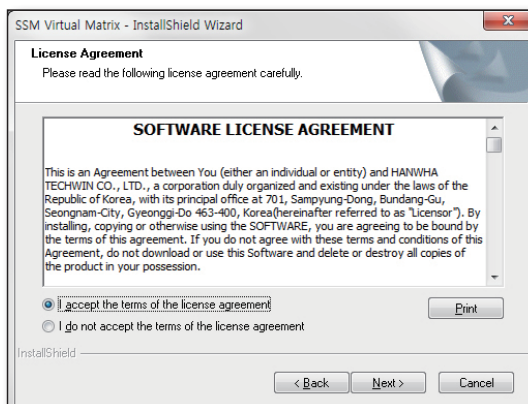 SSM Virtual Matrix - InstallShield Wizard
License Agreement
Please read the following license agreement carefully.
SOFTWARE LICENSE AGREEMENT
This is an Agreement between You (either an individual or entity) and HANWHA
TECHWIN CO., LTD., a corporation duly organized and existing under the laws of the
Republic of Korea, with its principal office at 701, Sampyung-Dong, Bundang-Gu,
Seongnam-City, Gyeonggi-Do 463-400, Korea(hereinafter referred to as "Licensor"). By
installing, copying or otherwise using the SOFTWARE, you are agreeing to be bound by
the terms of this agreement. If you do not agree with these terms and conditions of this
Agreement, do not download or use this Software and delete or destroy all copies of
the product in your possession.
I accept the terms of the license agreement
Print
I do not accept the terms of the license agreement
InstallShield
< Back Next > Cancel